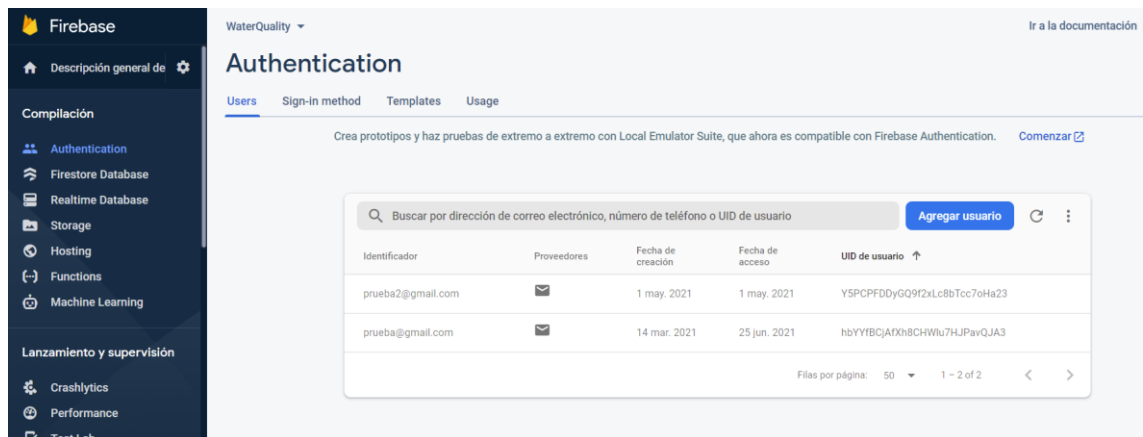 Firebase
Descripción general de
Compilación
Authentication
Firestore Database
Realtime Database
Storage
Hosting
Functions
Machine Learning
Lanzamiento y supervisión
Crashlytics
Performance
Test Lab
WaterQuality
Ir a la documentación
Authentication
Users Sign-in method Templates Usage
Crea prototipos y haz pruebas de extremo a extremo con Local Emulator Suite, que ahora es compatible con Firebase Authentication. Comenzar
Buscar por dirección de correo electrónico, número de teléfono o UID de usuario Agregar usuario
Identificador Proveedores Fecha de creación Fecha de acceso UID de usuario
prueba2@gmail.com 1 may. 2021 1 may. 2021 Y5PCPFDDyGQ9f2xLc8bTcc7oHa23
prueba@gmail.com 14 mar. 2021 25 jun. 2021 hbYYfBCjAfXh8CHWlu7HJPavQJA3
Filas por página: 50 1 – 2 of 2